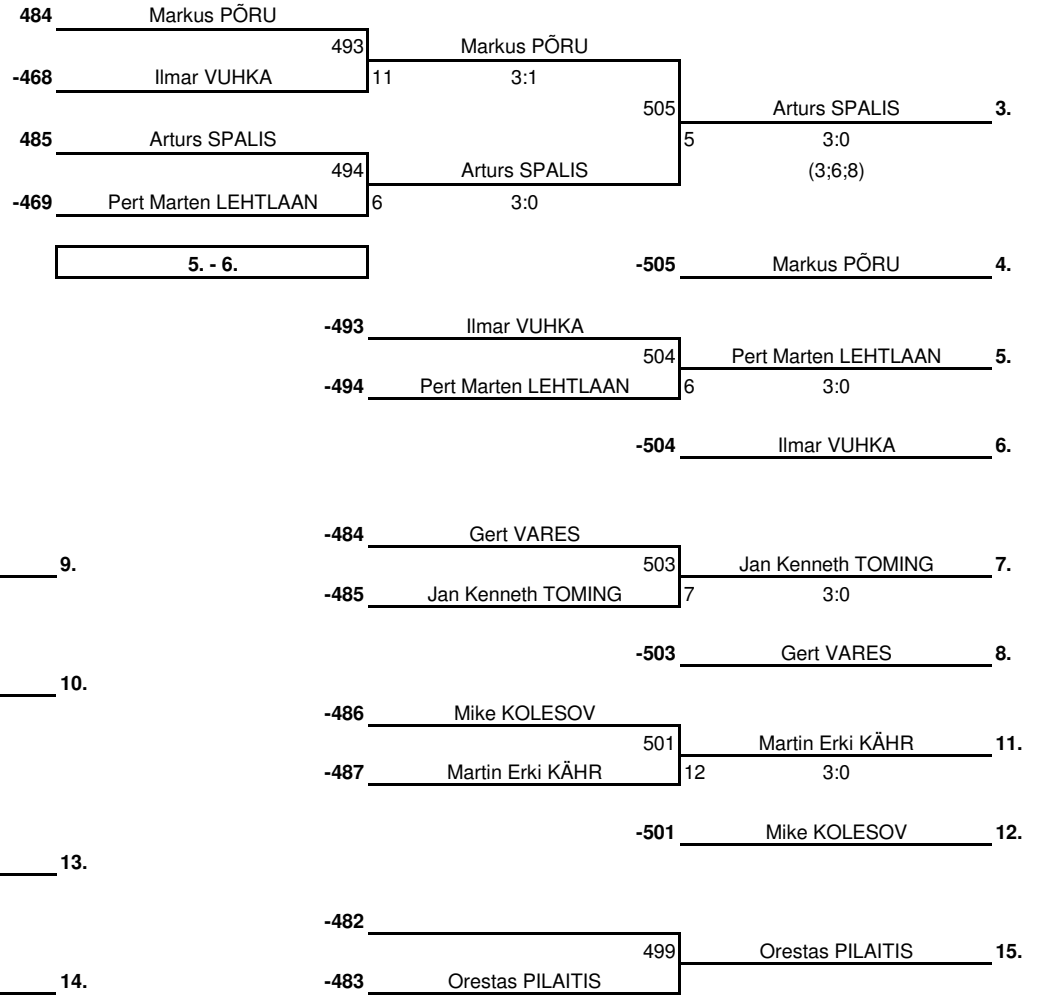 484 Markus PÕRU
493 Markus PÕRU
-468 Ilmar VUHKA 11 3:1
505 Arturs SPALIS 3.
485 Arturs SPALIS 5 3:0
494 Arturs SPALIS (3;6;8)
-469 Pert Marten LEHTLAAN 6 3:0
5. - 6. -505 Markus PÕRU 4.
-493 Ilmar VUHKA
504 Pert Marten LEHTLAAN 5.
-494 Pert Marten LEHTLAAN 6 3:0
-504 Ilmar VUHKA 6.
-484 Gert VARES
9. 503 Jan Kenneth TOMING 7.
-485 Jan Kenneth TOMING 7 3:0
-503 Gert VARES 8.
10.
-486 Mike KOLESOV
501 Martin Erki KÄHR 11.
-487 Martin Erki KÄHR 12 3:0
-501 Mike KOLESOV 12.
13.
-482
499 Orestas PILAITIS 15.
14. -483 Orestas PILAITIS